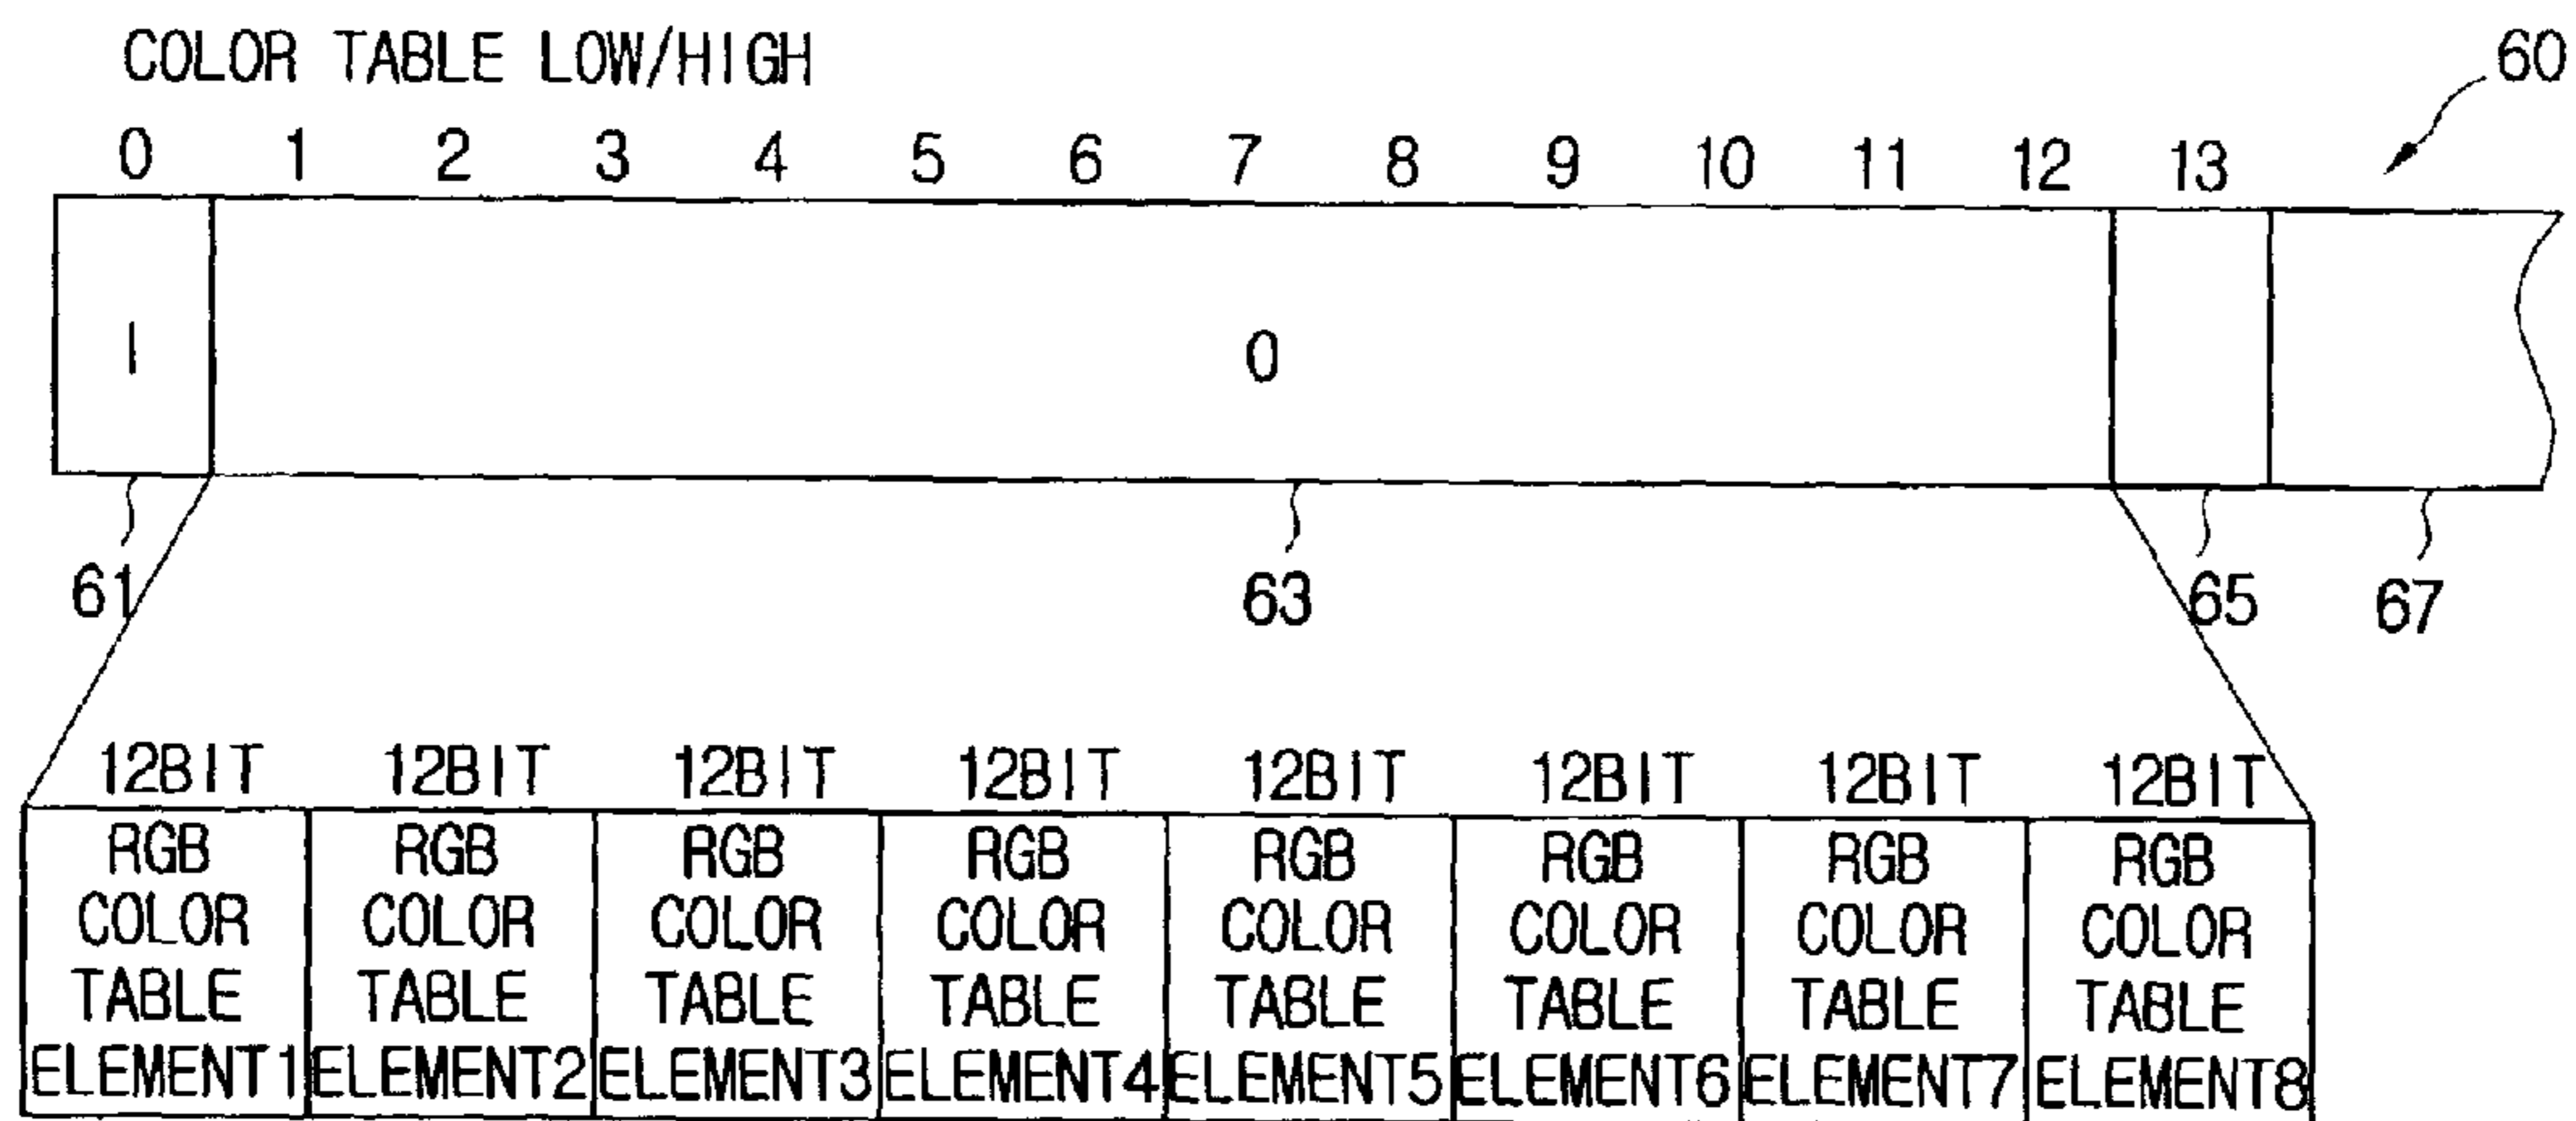 COLOR TABLE LOW/HIGH
60
0 1 2 3 4 5 6 7 8 9 10 11 12 13
I 0
61 63 65 67
12BIT 12BIT 12BIT 12BIT 12BIT 12BIT 12BIT 12BIT
RGB RGB RGB RGB RGB RGB RGB RGB
COLOR COLOR COLOR COLOR COLOR COLOR COLOR COLOR
TABLE TABLE TABLE TABLE TABLE TABLE TABLE TABLE
ELEMENT1 ELEMENT2 ELEMENT3 ELEMENT4 ELEMENT5 ELEMENT6 ELEMENT7 ELEMENT8